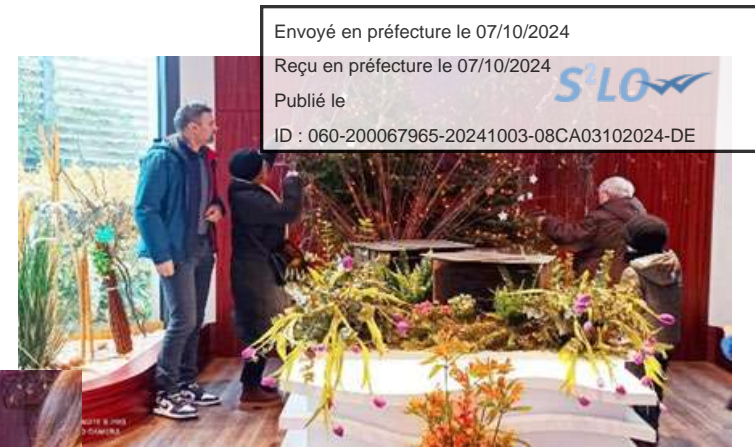 Envoyé en préfecture le 07/10/2024
Reçu en préfecture le 07/10/2024
S²LO
Publié le
ID : 060-200067965-20241003-08CA03102024-DE